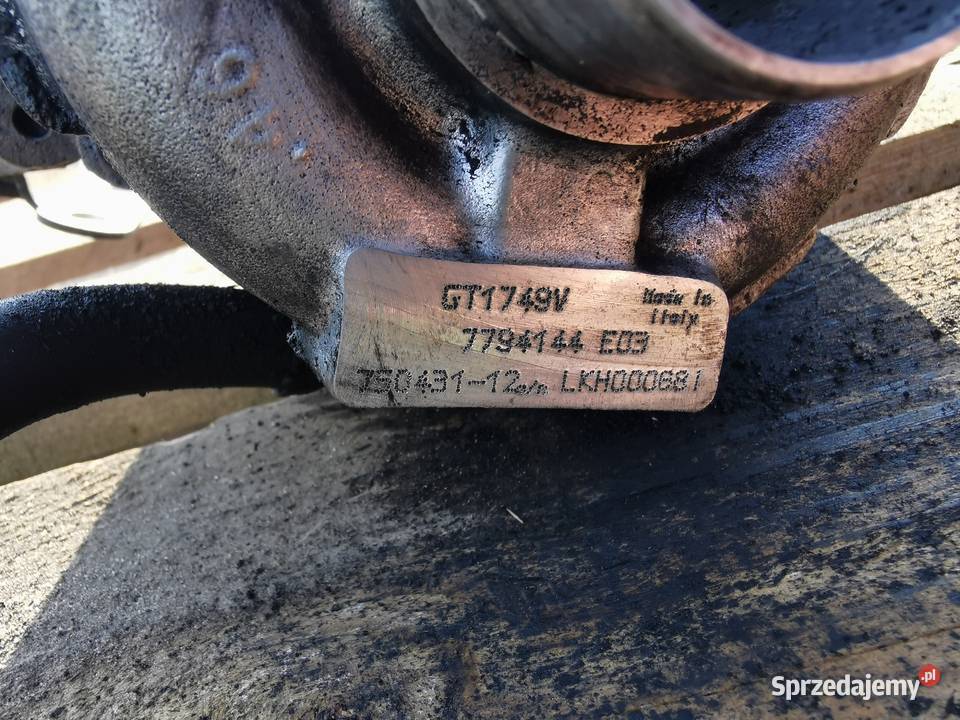 GT1749V
Made in
Italy
7794144 E03
750431-12 s/n LKH000681
Sprzedajemy.pl